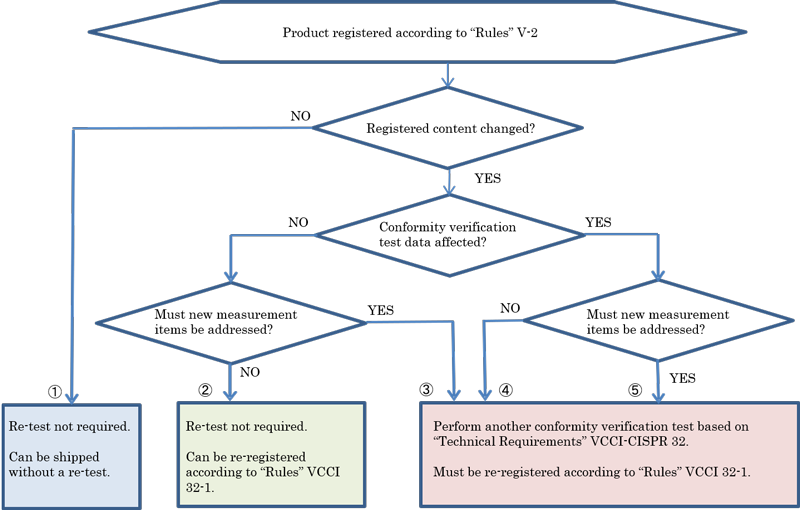 Product registered according to “Rules” V-2
NO
Registered content changed?
YES
NO
Conformity verification
test data affected?
YES
Must new measurement
items be addressed?
YES
NO
Must new measurement
items be addressed?
NO
YES
①
②
③
④
⑤
Re-test not required.
Can be shipped
without a re-test.
Re-test not required.
Can be re-registered
according to “Rules” VCCI
32-1.
Perform another conformity verification test based on
“Technical Requirements” VCCI-CISPR 32.
Must be re-registered according to “Rules” VCCI 32-1.